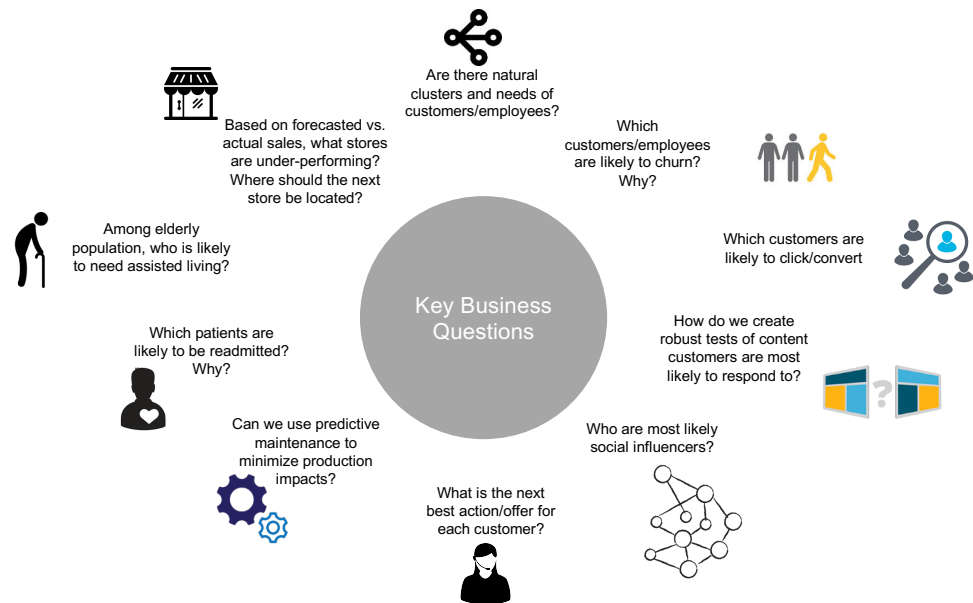 Are there natural
clusters and needs of
customers/employees?
Which
customers/employees
are likely to churn?
Why?
Which customers are
likely to click/convert
How do we create
robust tests of content
customers are most
likely to respond to?
?
Who are most likely
social influencers?
What is the next
best action/offer for
each customer?
Can we use predictive
maintenance to
minimize production
impacts?
Which patients are
likely to be readmitted?
Why?
Among elderly
population, who is likely
to need assisted living?
Based on forecasted vs.
actual sales, what stores
are under-performing?
Where should the next
store be located?
Key Business
Questions